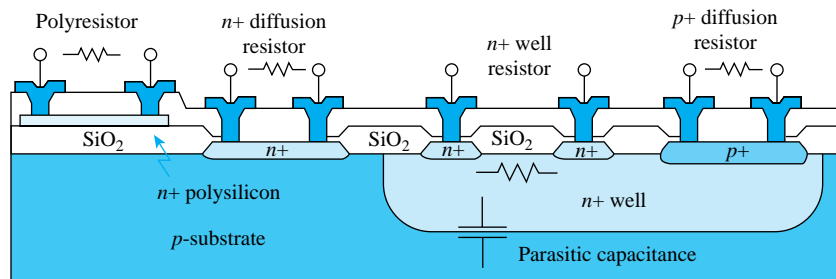 Polyresistor
n+ diffusion
resistor
n+ well
resistor
p+ diffusion
resistor
SiO2
n+
SiO2
n+
SiO2
n+
p+
n+ polysilicon
n+ well
p-substrate
Parasitic capacitance